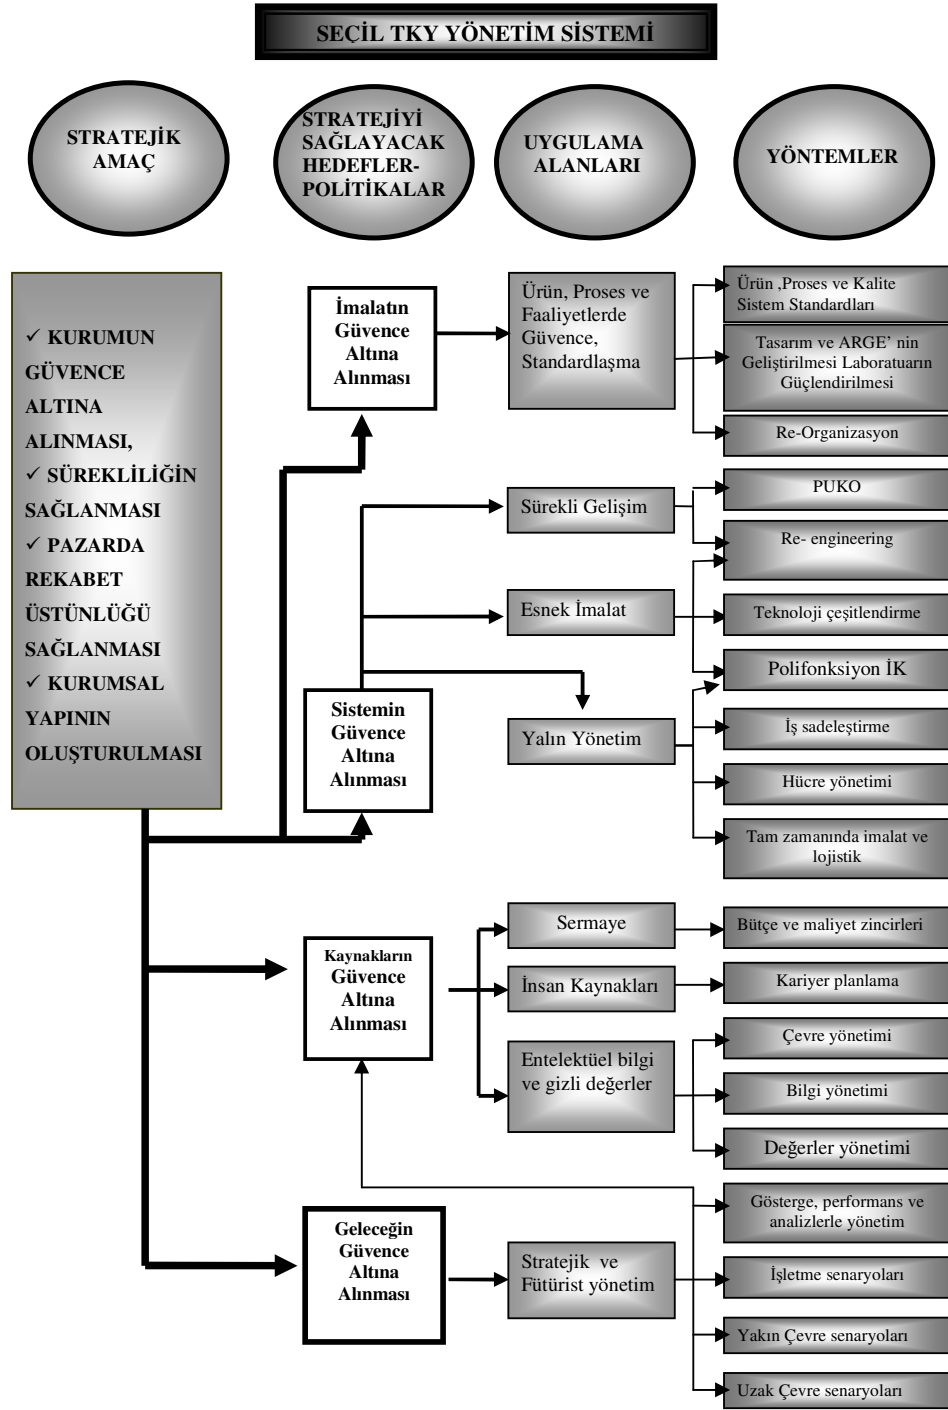 SEÇİL TKY YÖNETİM SİSTEMİ
STRATEJİK
AMAÇ
STRATEJİYİ
SAĞLAYACAK
HEDEFLER-
POLİTİKALAR
UYGULAMA
ALANLARI
YÖNTEMLER
✓ KURUMUN
GÜVENCE
ALTINA
ALINMASI,
✓ SÜREKLİLİĞİN
SAĞLANMASI
✓ PAZARDA
REKABET
ÜSTÜNLÜĞÜ
SAĞLANMASI
✓ KURUMSAL
YAPININ
OLUŞTURULMASI
İmalatın
Güvence
Altına
Alınması
Ürün, Proses ve
Faaliyetlerde
Güvence,
Standardlaşma
Ürün ,Proses ve Kalite
Sistem Standardları
Tasarım ve ARGE’ nin
Geliştirilmesi Laboratuarın
Güçlendirilmesi
Re-Organizasyon
Sistemin
Güvence
Altına
Alınması
Sürekli Gelişim
PUKO
Re- engineering
Esnek İmalat
Teknoloji çeşitlendirme
Polifonksiyon İK
Yalın Yönetim
İş sadeleştirme
Hücre yönetimi
Tam zamanında imalat ve
lojistik
Kaynakların
Güvence
Altına
Alınması
Sermaye
Bütçe ve maliyet zincirleri
İnsan Kaynakları
Kariyer planlama
Entelektüel bilgi
ve gizli değerler
Çevre yönetimi
Bilgi yönetimi
Değerler yönetimi
Geleceğin
Güvence
Altına
Alınması
Stratejik ve
Fütürist yönetim
Gösterge, performans ve
analizlerle yönetim
İşletme senaryoları
Yakın Çevre senaryoları
Uzak Çevre senaryoları